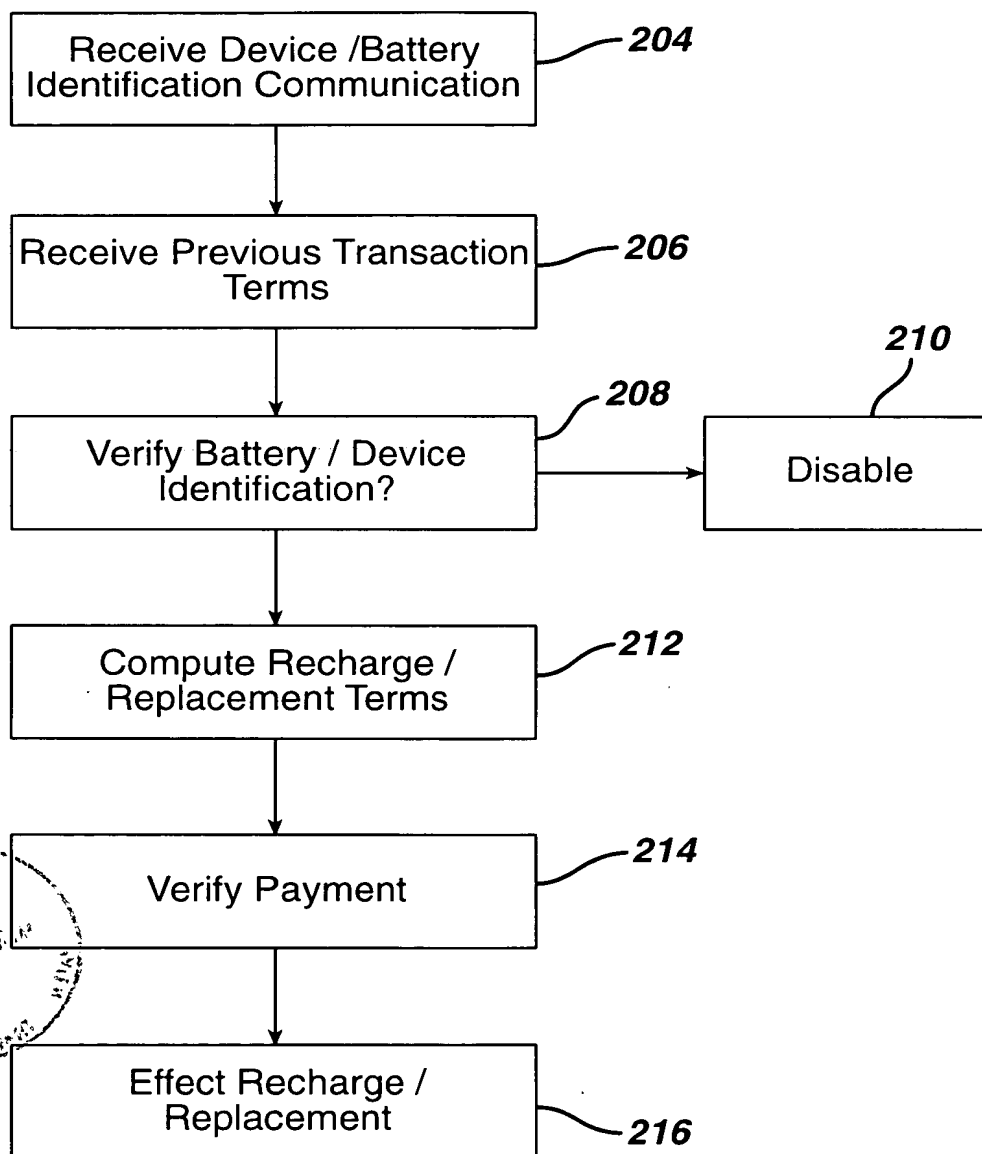 Receive Device /Battery
Identification Communication
204
Receive Previous Transaction
Terms
206
Verify Battery / Device
Identification?
208
210
Disable
Compute Recharge /
Replacement Terms
212
Verify Payment
214
Effect Recharge /
Replacement
216